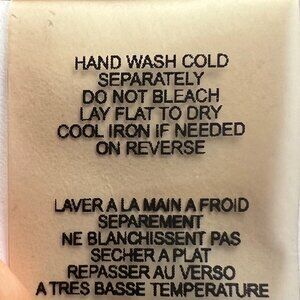 HAND WASH COLD
SEPARATELY
DO NOT BLEACH
LAY FLAT TO DRY
COOL IRON IF NEEDED
ON REVERSE
LAVER A LA MAIN A FROID
SEPAREMENT
NE BLANCHISSENT PAS
SECHER A PLAT
REPASSER AU VERSO
A TRES BASSE TEMPERATURE